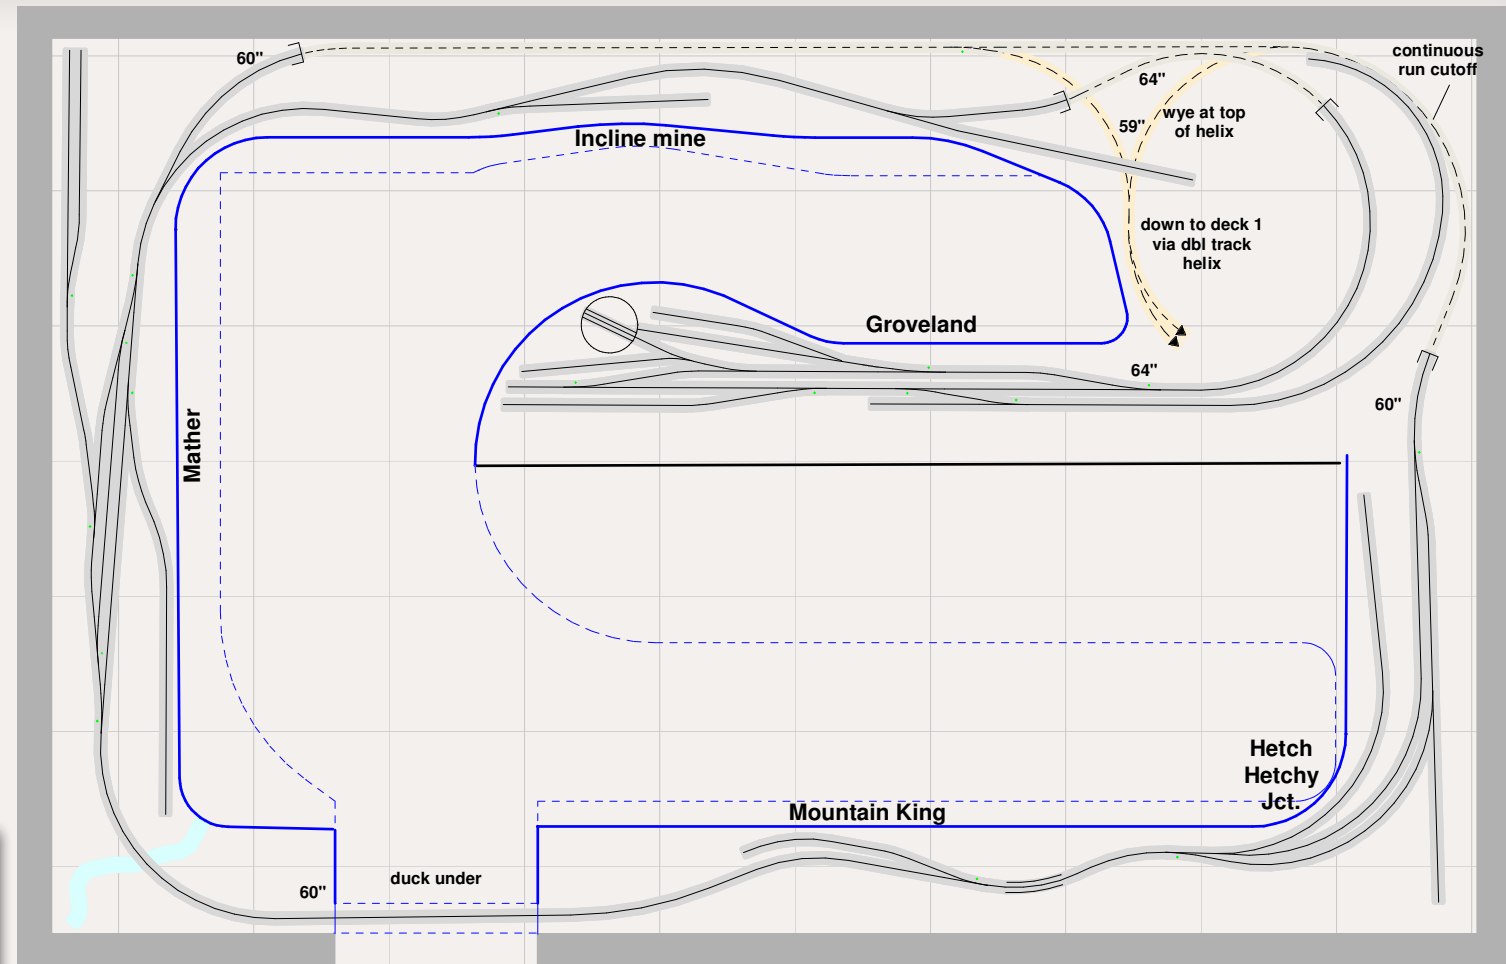 continuous
run cutoff
60"
64"
59"
wye at top
of helix
Incline mine
down to deck 1
via dbl track
helix
Groveland
64"
60"
Mather
Hetch
Hetchy
Jct.
Mountain King
duck under
60"